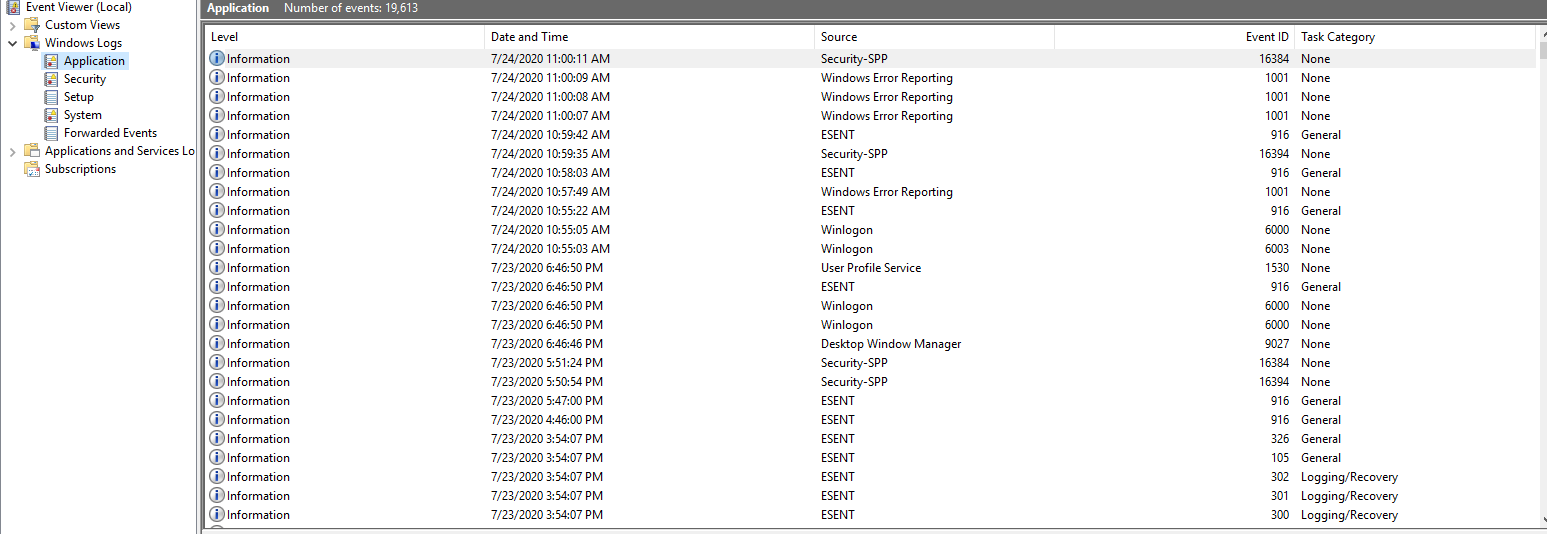 Event Viewer (Local)
Custom Views
Windows Logs
Application
Security
Setup
System
Forwarded Events
Applications and Services Lo
Subscriptions
Application Number of events: 19,613
Level Date and Time Source Event ID Task Category
Information 7/24/2020 11:00:11 AM Security-SPP 16384 None
Information 7/24/2020 11:00:09 AM Windows Error Reporting 1001 None
Information 7/24/2020 11:00:08 AM Windows Error Reporting 1001 None
Information 7/24/2020 11:00:07 AM Windows Error Reporting 1001 None
Information 7/24/2020 10:59:42 AM ESENT 916 General
Information 7/24/2020 10:59:35 AM Security-SPP 16394 None
Information 7/24/2020 10:58:03 AM ESENT 916 General
Information 7/24/2020 10:57:49 AM Windows Error Reporting 1001 None
Information 7/24/2020 10:55:22 AM ESENT 916 General
Information 7/24/2020 10:55:05 AM Winlogon 6000 None
Information 7/24/2020 10:55:03 AM Winlogon 6003 None
Information 7/23/2020 6:46:50 PM User Profile Service 1530 None
Information 7/23/2020 6:46:50 PM ESENT 916 General
Information 7/23/2020 6:46:50 PM Winlogon 6000 None
Information 7/23/2020 6:46:50 PM Winlogon 6000 None
Information 7/23/2020 6:46:46 PM Desktop Window Manager 9027 None
Information 7/23/2020 5:51:24 PM Security-SPP 16384 None
Information 7/23/2020 5:50:54 PM Security-SPP 16394 None
Information 7/23/2020 5:47:00 PM ESENT 916 General
Information 7/23/2020 4:46:00 PM ESENT 916 General
Information 7/23/2020 3:54:07 PM ESENT 326 General
Information 7/23/2020 3:54:07 PM ESENT 105 General
Information 7/23/2020 3:54:07 PM ESENT 302 Logging/Recovery
Information 7/23/2020 3:54:07 PM ESENT 301 Logging/Recovery
Information 7/23/2020 3:54:07 PM ESENT 300 Logging/Recovery